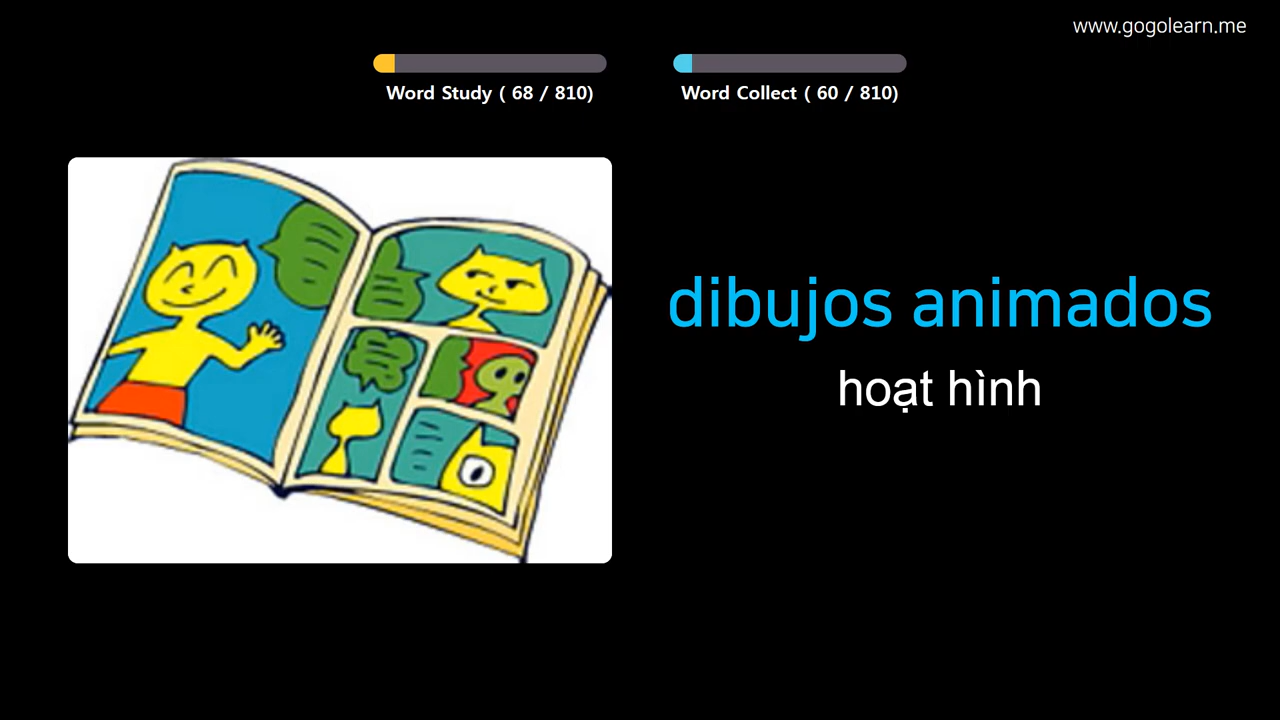 www.gogolearn.me
Word Study ( 68 / 810)
Word Collect ( 60 / 810)
dibujos animados
hoạt hình